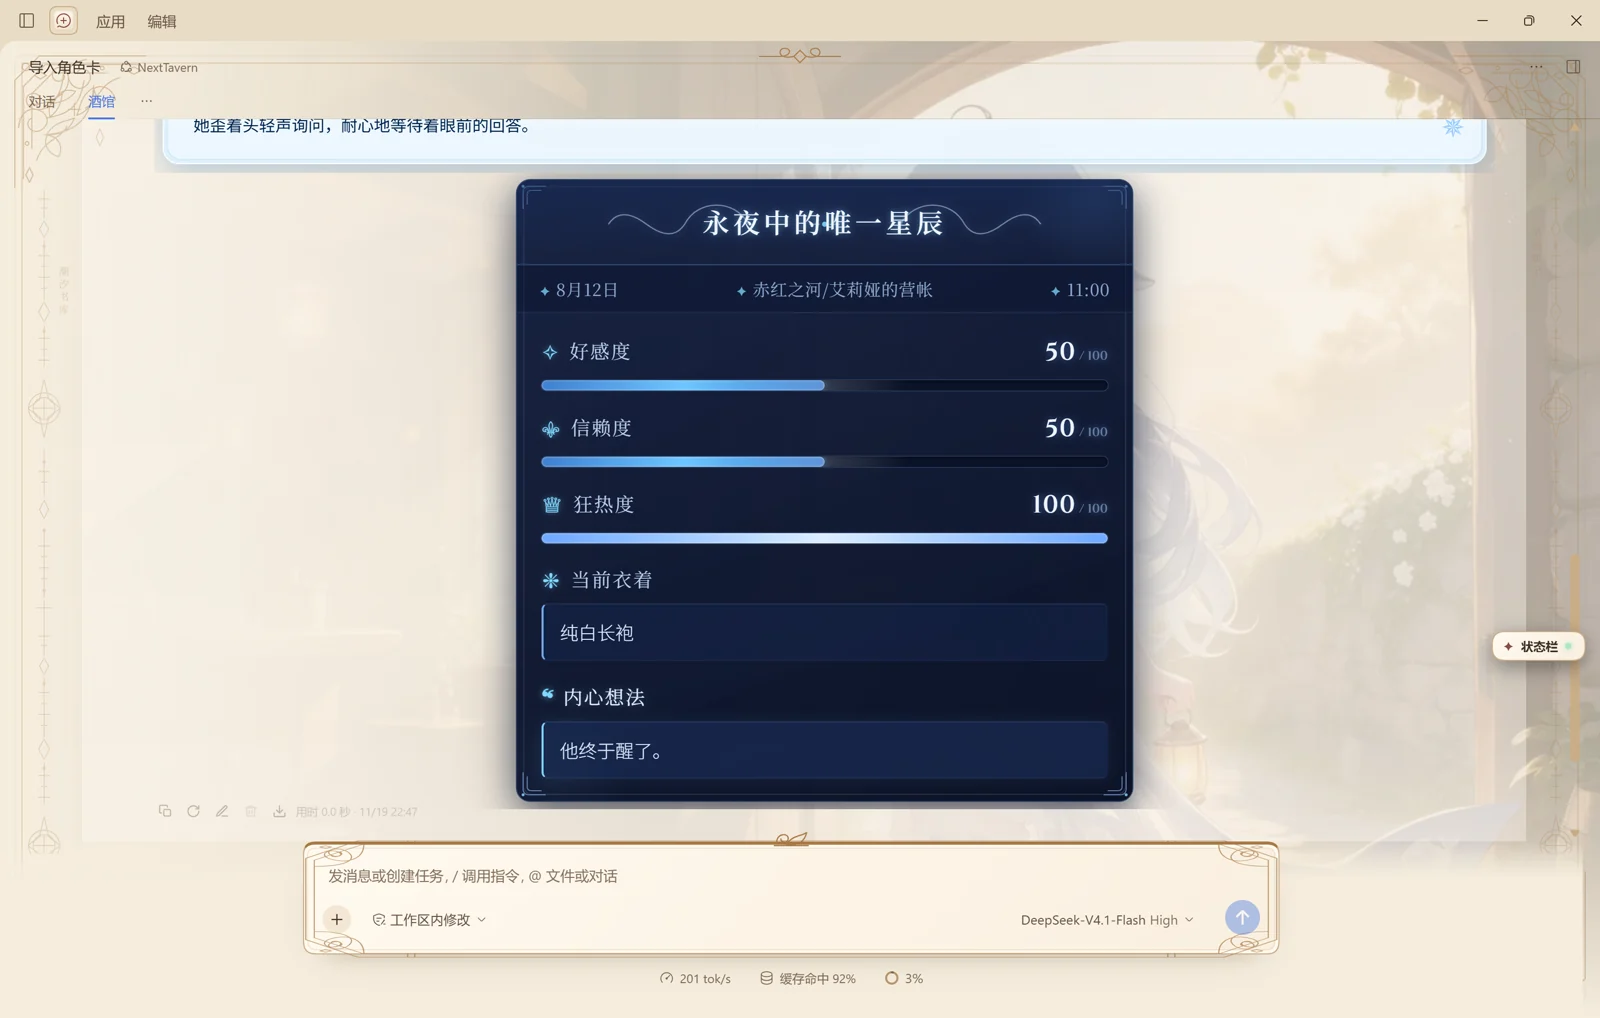 应用 编辑
导入角色卡 NextTavern
对话 酒馆 ...
她歪着头轻声询问，耐心地等待着眼前的回答。
永夜中的唯一星辰
8月12日 赤红之河/艾莉娅的营帐 11:00
好感度 50 / 100
信赖度 50 / 100
狂热度 100 / 100
当前衣着
纯白长袍
状态栏
内心想法
他终于醒了。
用时 0.0 秒 · 11/19 22:47
发消息或创建任务, / 调用指令, @ 文件或对话
工作区内修改 DeepSeek-V4.1-Flash High
201 tok/s 缓存命中 92% 3%